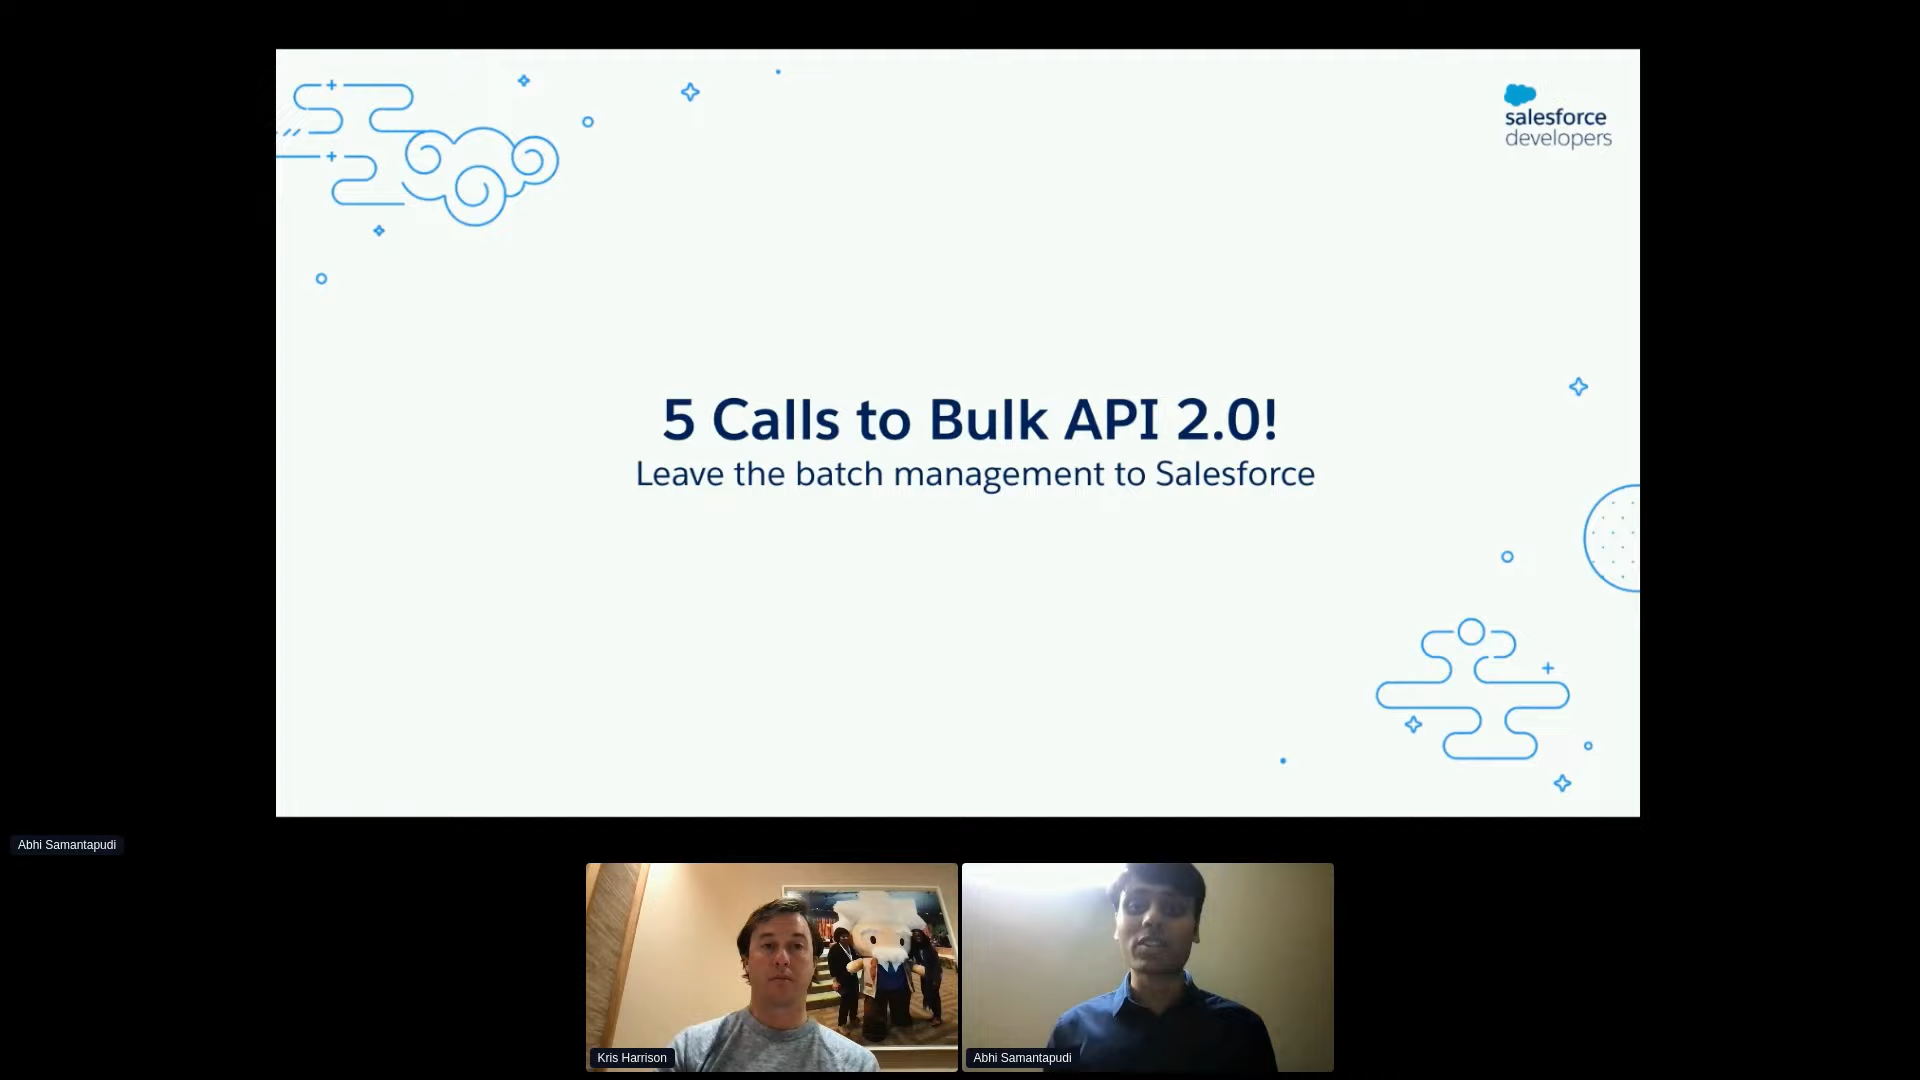 salesforce
developers
5 Calls to Bulk API 2.0!
Leave the batch management to Salesforce
Abhi Samantapudi
Kris Harrison
Abhi Samantapudi